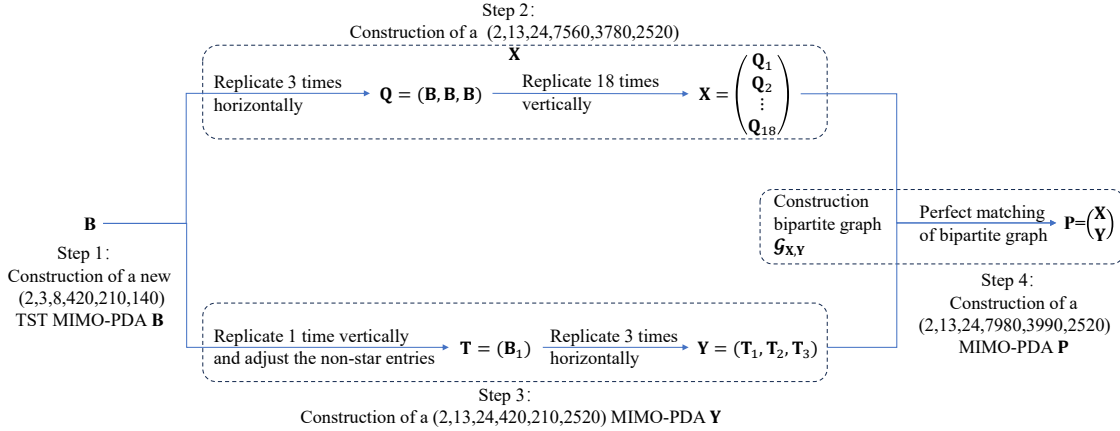 Step 2:
Construction of a (2,13,24,7560,3780,2520)
X
Replicate 3 times
horizontally
Q = (B, B, B)
Replicate 18 times
vertically
X = (Q₁
Q₂
⋮
Q₁₈)
B
Step 1:
Construction of a new
(2,3,8,420,210,140)
TST MIMO-PDA B
Construction
bipartite graph
𝓖X,Y
Perfect matching
of bipartite graph
P=(X
Y)
Step 4:
Construction of a
(2,13,24,7980,3990,2520)
MIMO-PDA P
Replicate 1 time vertically
and adjust the non-star entries
T = (B₁)
Replicate 3 times
horizontally
Y = (T₁, T₂, T₃)
Step 3:
Construction of a (2,13,24,420,210,2520) MIMO-PDA Y